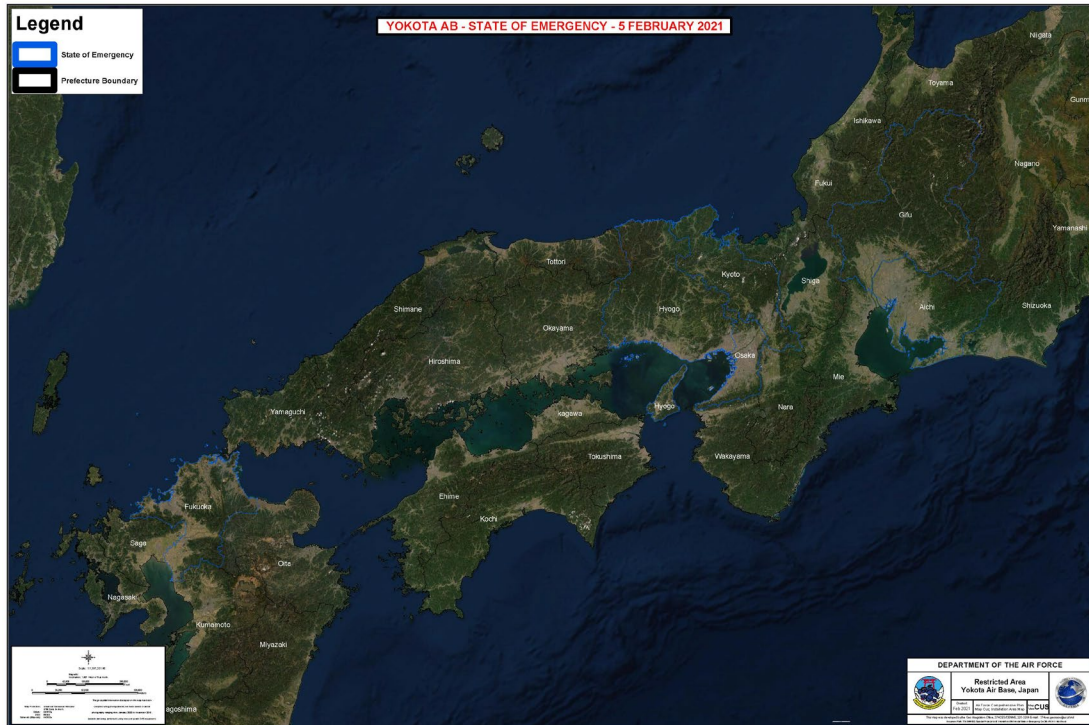 Legend
State of Emergency
Prefecture Boundary
YOKOTA AB - STATE OF EMERGENCY - 5 FEBRUARY 2021
Niigata
Toyama
Gunm
Ishikawa
Nagano
Fukui
Gifu
Yamanashi
Tottori
Kyoto
Shiga
Shimane
Hyogo
Aichi
Shizuoka
Okayama
Hiroshima
Osaka
Mie
Yamaguchi
kagawa
Hyogo
Nara
Tokushima
Wakayama
Ehime
Fukuoka
Kochi
Saga
Oita
Nagasaki
Kumamoto
Miyazaki
agoshima
DEPARTMENT OF THE AIR FORCE
Restricted Area
Yokota Air Base, Japan
Feb 2021
CUS